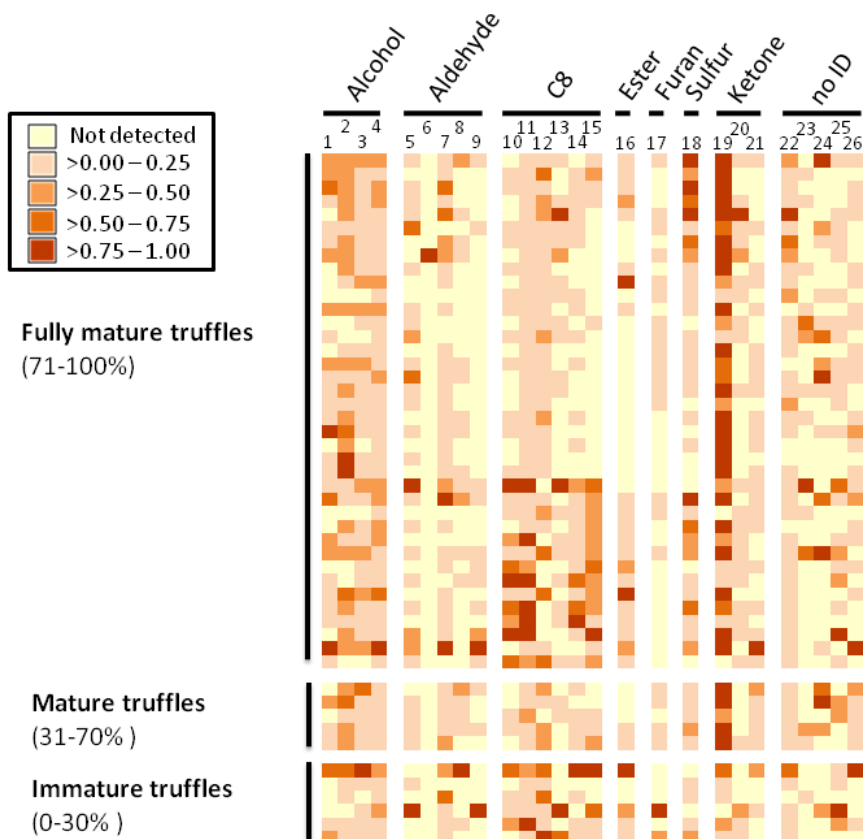 Alcohol
Aldehyde
C8
Ester
Furan
Sulfur
Ketone
no ID
2 4 6 8 11 13 15 20 23 25
1 3 5 7 9 10 12 14 16 17 18 19 21 22 24 26
Not detected
>0.00 – 0.25
>0.25 – 0.50
>0.50 – 0.75
>0.75 – 1.00
Fully mature truffles
(71-100%)
Mature truffles
(31-70% )
Immature truffles
(0-30% )